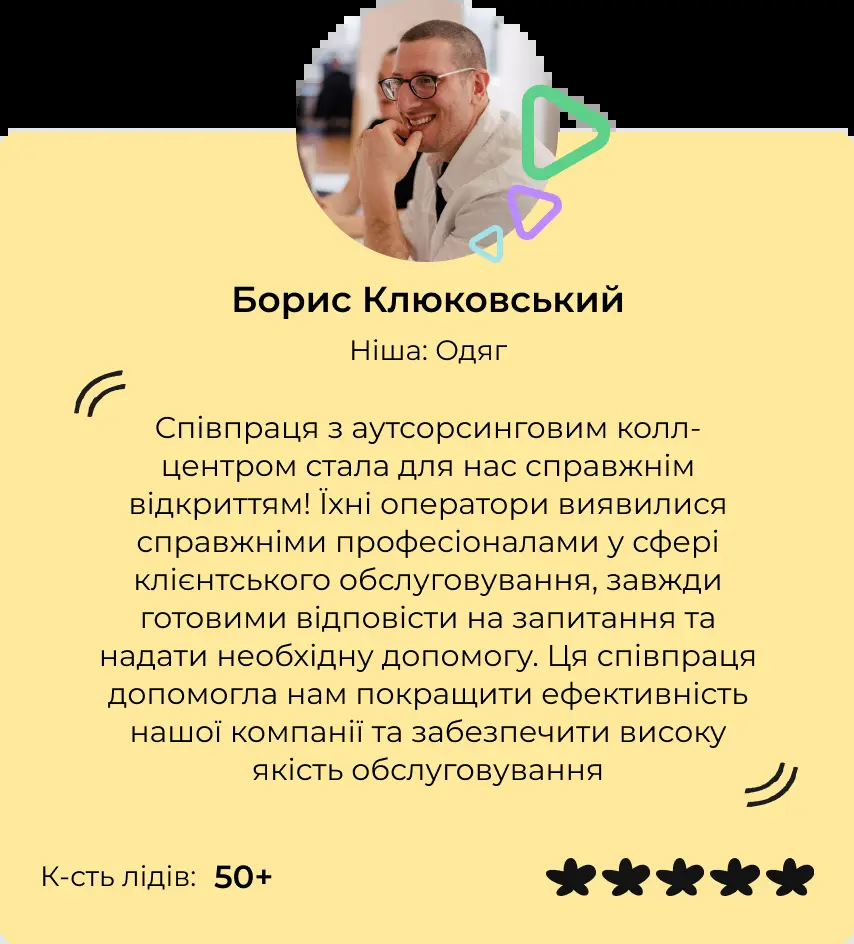 Борис Клюковський
Ніша: Одяг
Співпраця з аутсорсинговим колл-
центром стала для нас справжнім
відкриттям! Їхні оператори виявилися
справжніми професіоналами у сфері
клієнтського обслуговування, завжди
готовими відповісти на запитання та
надати необхідну допомогу. Ця співпраця
допомогла нам покращити ефективність
нашої компанії та забезпечити високу
якість обслуговування
К-сть лідів: 50+